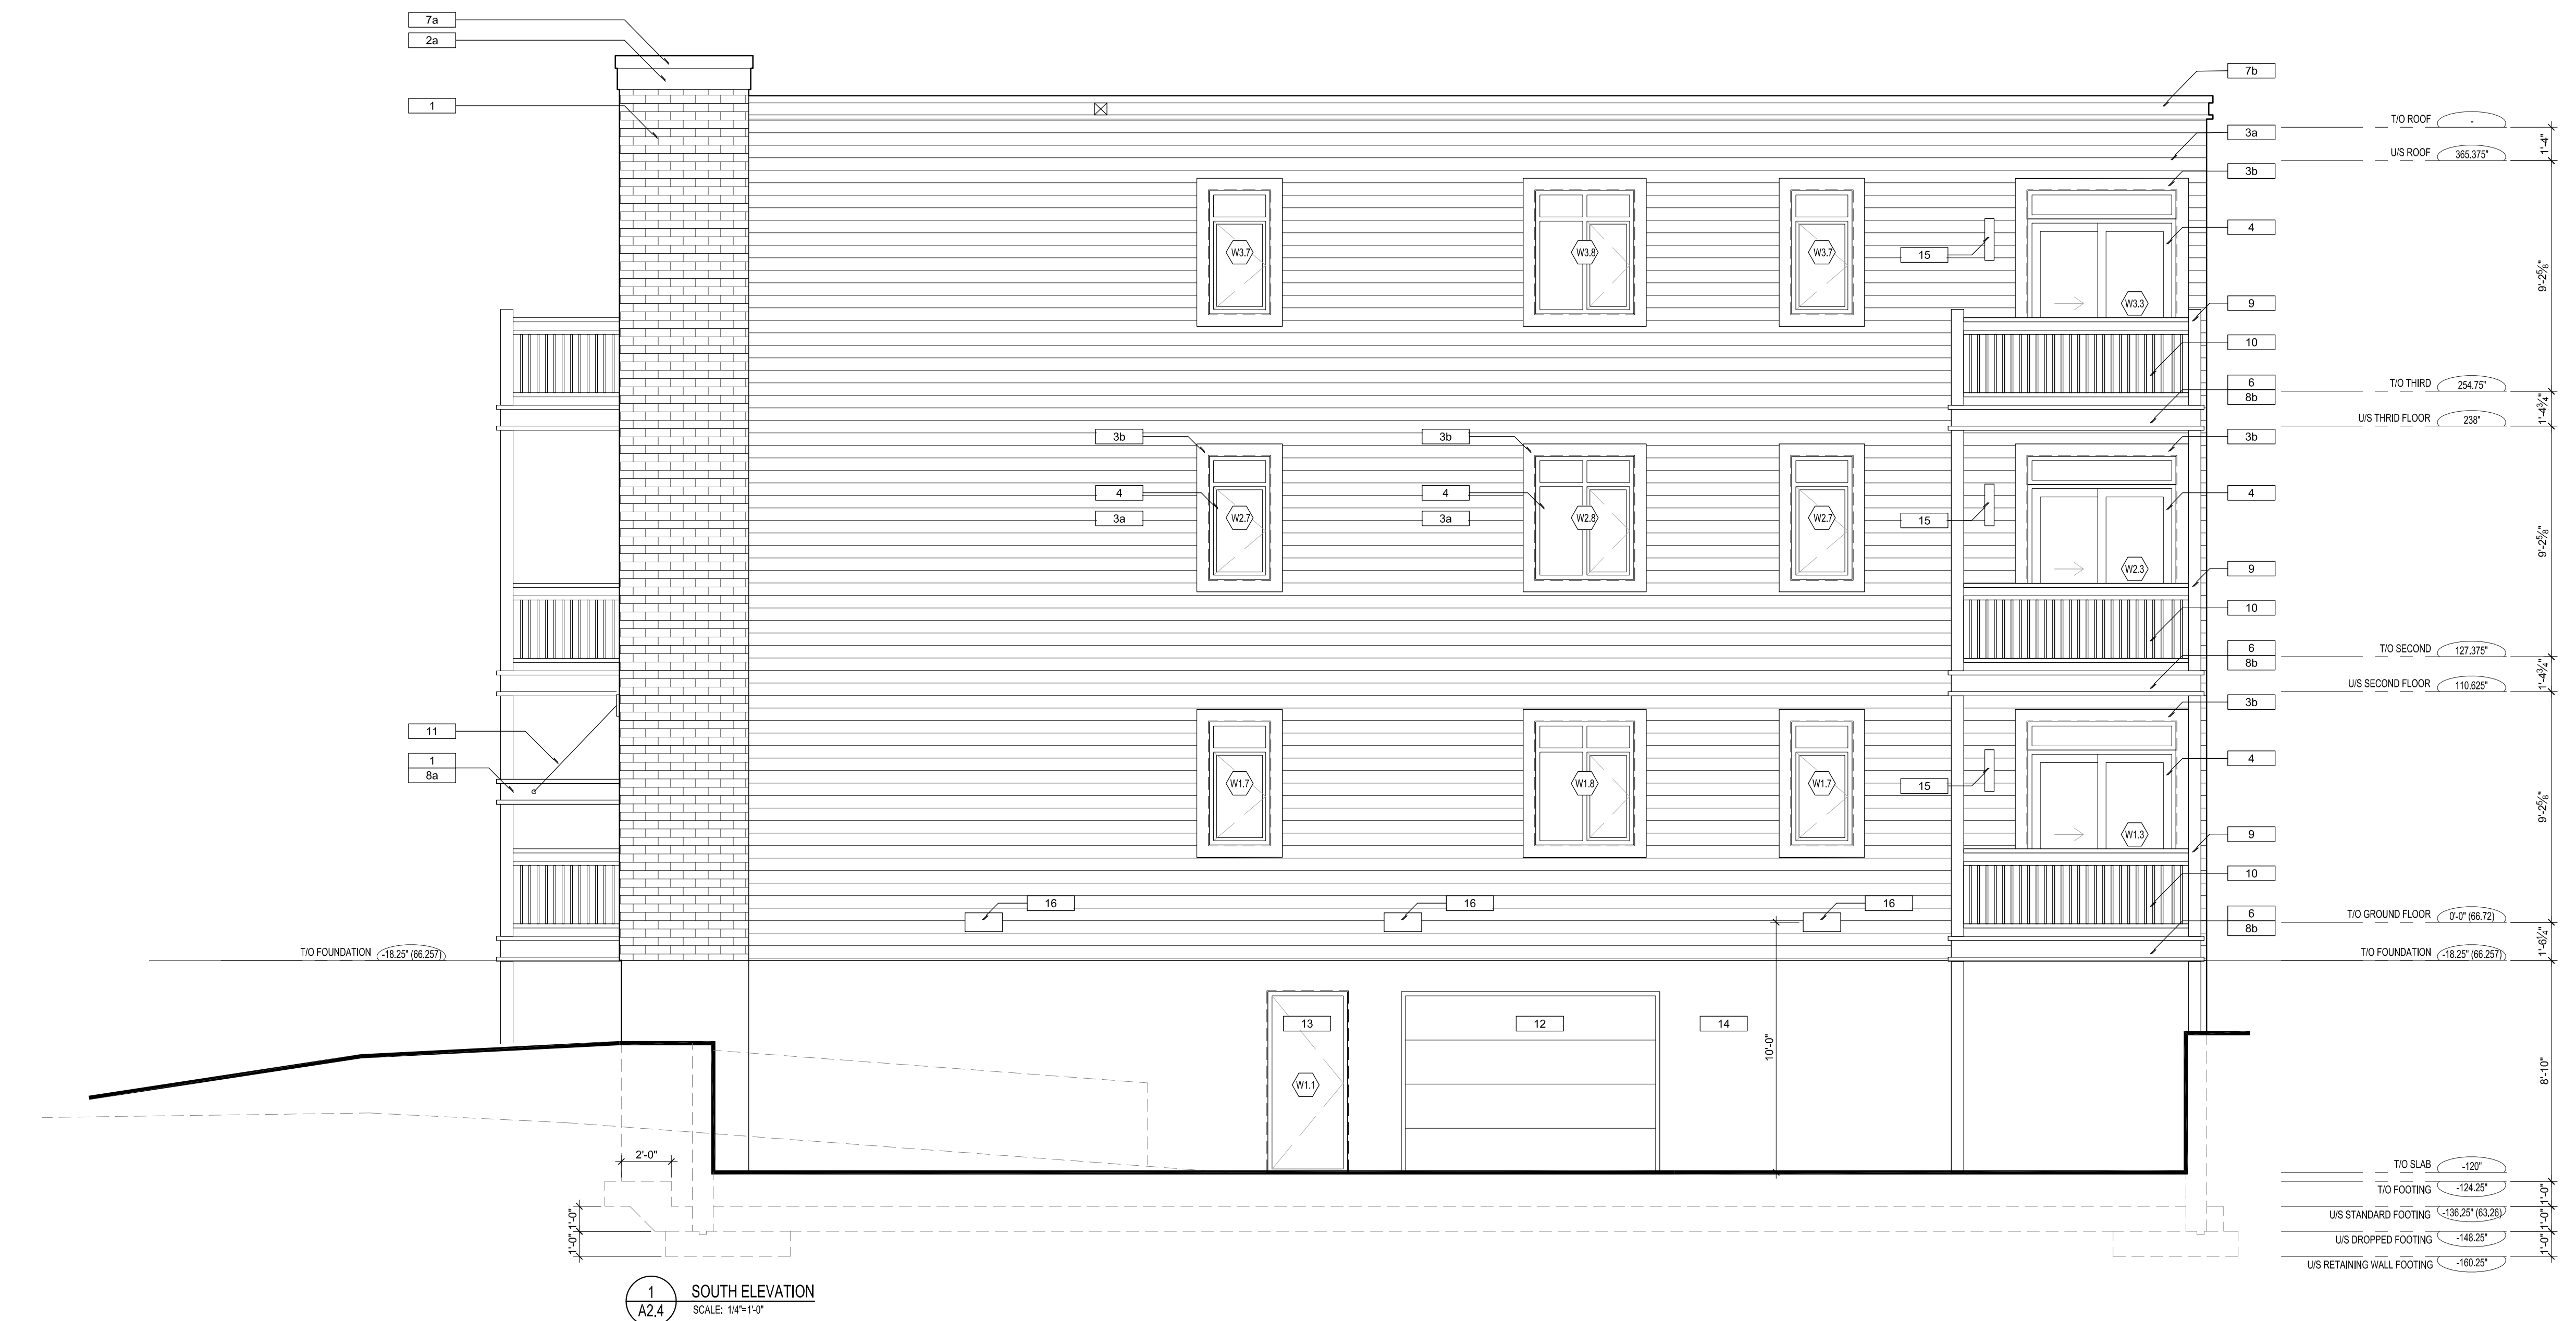 7a
2a
7b
1
T/O ROOF -
3a
1'-4"
U/S ROOF 365.375"
3b
4
W3.7
W3.8
W3.7
15
9'-2⅝"
W3.3
9
10
6
8b
T/O THIRD 254.75"
1'-4¾"
U/S THRID FLOOR 238"
3b
3b
3b
4
4
4
3a
3a
W2.7
W2.8
W2.7
15
9'-2⅝"
W2.3
9
10
6
8b
T/O SECOND 127.375"
1'-4¾"
U/S SECOND FLOOR 110.625"
3b
11
1
8a
4
W1.7
W1.8
W1.7
15
9'-2⅝"
W1.3
9
10
16
16
16
6
8b
T/O GROUND FLOOR 0'-0" (66.72)
1'-6¼"
T/O FOUNDATION -18.25" (66.257)
T/O FOUNDATION -18.25" (66.257)
13
12
14
10'-0"
W1.1
8'-10"
2'-0"
T/O SLAB -120"
T/O FOOTING -124.25"
1'-0"
1'-0"
U/S STANDARD FOOTING -136.25" (63.26)
1'-0"
1'-0"
U/S DROPPED FOOTING -148.25"
1'-0"
U/S RETAINING WALL FOOTING -160.25"
1
A2.4
SOUTH ELEVATION
SCALE: 1/4"=1'-0"